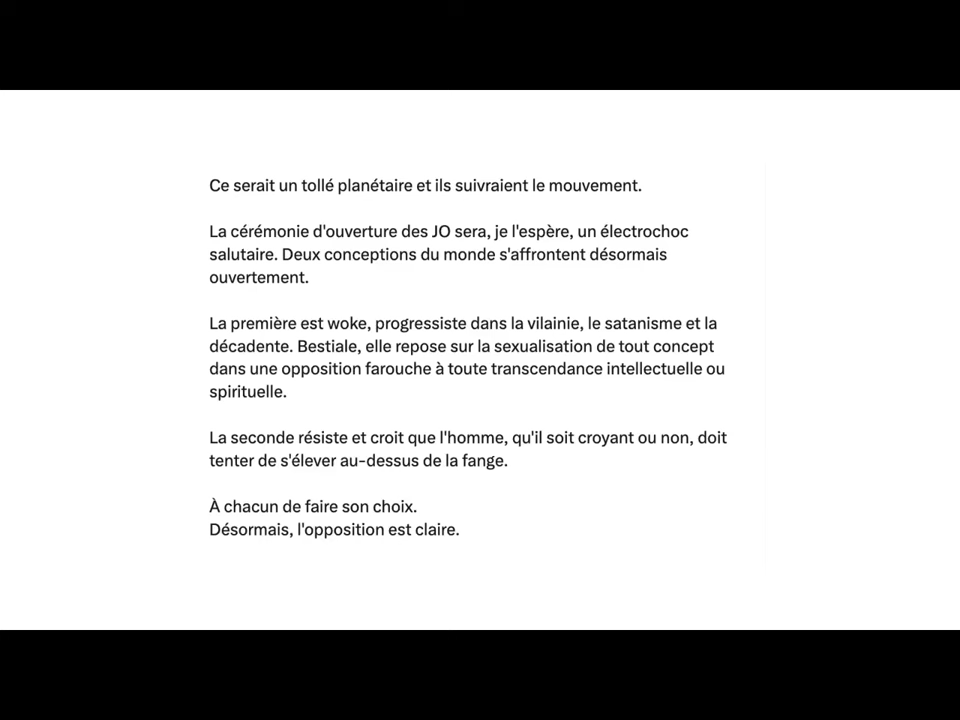 Ce serait un tollé planétaire et ils suivraient le mouvement.
La cérémonie d'ouverture des JO sera, je l'espère, un électrochoc
salutaire. Deux conceptions du monde s'affrontent désormais
ouvertement.
La première est woke, progressiste dans la vilainie, le satanisme et la
décadente. Bestiale, elle repose sur la sexualisation de tout concept
dans une opposition farouche à toute transcendance intellectuelle ou
spirituelle.
La seconde résiste et croit que l'homme, qu'il soit croyant ou non, doit
tenter de s'élever au-dessus de la fange.
À chacun de faire son choix.
Désormais, l'opposition est claire.